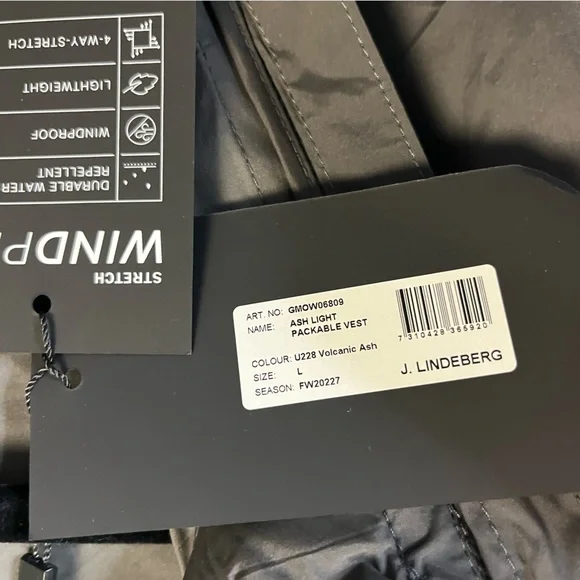 4-WAY-STRETCH
LIGHTWEIGHT
WINDPROOF
DURABLE WATER
REPELLENT
STRETCH
ART. NO: GMOW06809
NAME: ASH LIGHT
PACKABLE VEST
COLOUR: U228 Volcanic Ash
SIZE: L
SEASON: FW20227
7 310428 365920
J. LINDEBERG